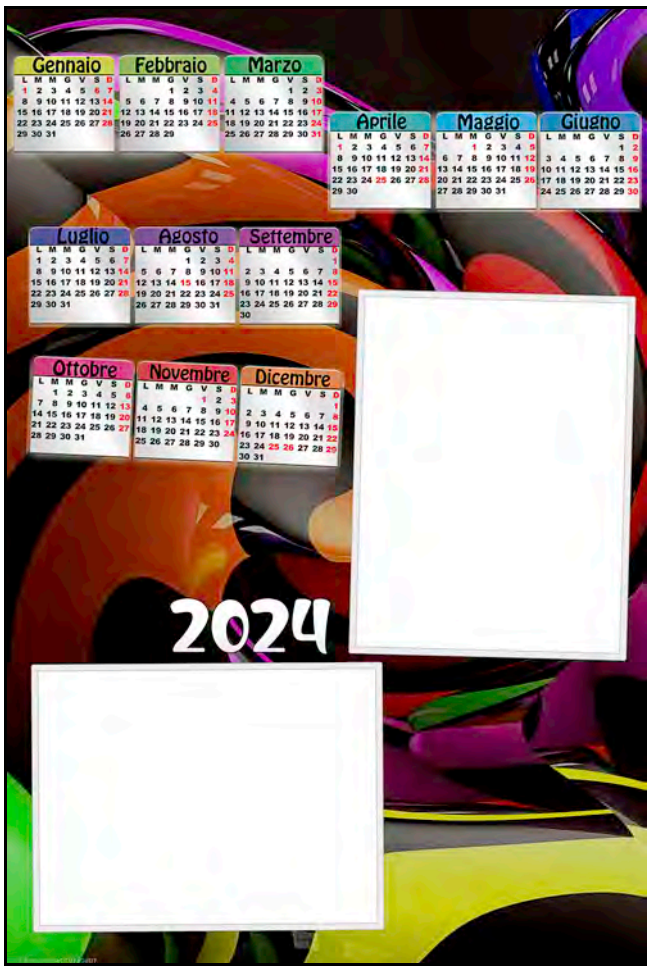 Gennaio
L M M G V S D
1 2 3 4 5 6 7
8 9 10 11 12 13 14
15 16 17 18 19 20 21
22 23 24 25 26 27 28
29 30 31
Febbraio
L M M G V S D
1 2 3 4
5 6 7 8 9 10 11
12 13 14 15 16 17 18
19 20 21 22 23 24 25
26 27 28 29
Marzo
L M M G V S D
1 2 3
4 5 6 7 8 9 10
11 12 13 14 15 16 17
18 19 20 21 22 23 24
25 26 27 28 29 30 31
Aprile
L M M G V S D
1 2 3 4 5 6 7
8 9 10 11 12 13 14
15 16 17 18 19 20 21
22 23 24 25 26 27 28
29 30
Maggio
L M M G V S D
1 2 3 4 5
6 7 8 9 10 11 12
13 14 15 16 17 18 19
20 21 22 23 24 25 26
27 28 29 30 31
Giugno
L M M G V S D
1 2
3 4 5 6 7 8 9
10 11 12 13 14 15 16
17 18 19 20 21 22 23
24 25 26 27 28 29 30
Luglio
L M M G V S D
1 2 3 4 5 6 7
8 9 10 11 12 13 14
15 16 17 18 19 20 21
22 23 24 25 26 27 28
29 30 31
Agosto
L M M G V S D
1 2 3 4
5 6 7 8 9 10 11
12 13 14 15 16 17 18
19 20 21 22 23 24 25
26 27 28 29 30 31
Settembre
L M M G V S D
1
2 3 4 5 6 7 8
9 10 11 12 13 14 15
16 17 18 19 20 21 22
23 24 25 26 27 28 29
30
Ottobre
L M M G V S D
1 2 3 4 5 6
7 8 9 10 11 12 13
14 15 16 17 18 19 20
21 22 23 24 25 26 27
28 29 30 31
Novembre
L M M G V S D
1 2 3
4 5 6 7 8 9 10
11 12 13 14 15 16 17
18 19 20 21 22 23 24
25 26 27 28 29 30
Dicembre
L M M G V S D
1
2 3 4 5 6 7 8
9 10 11 12 13 14 15
16 17 18 19 20 21 22
23 24 25 26 27 28 29
30 31
2024